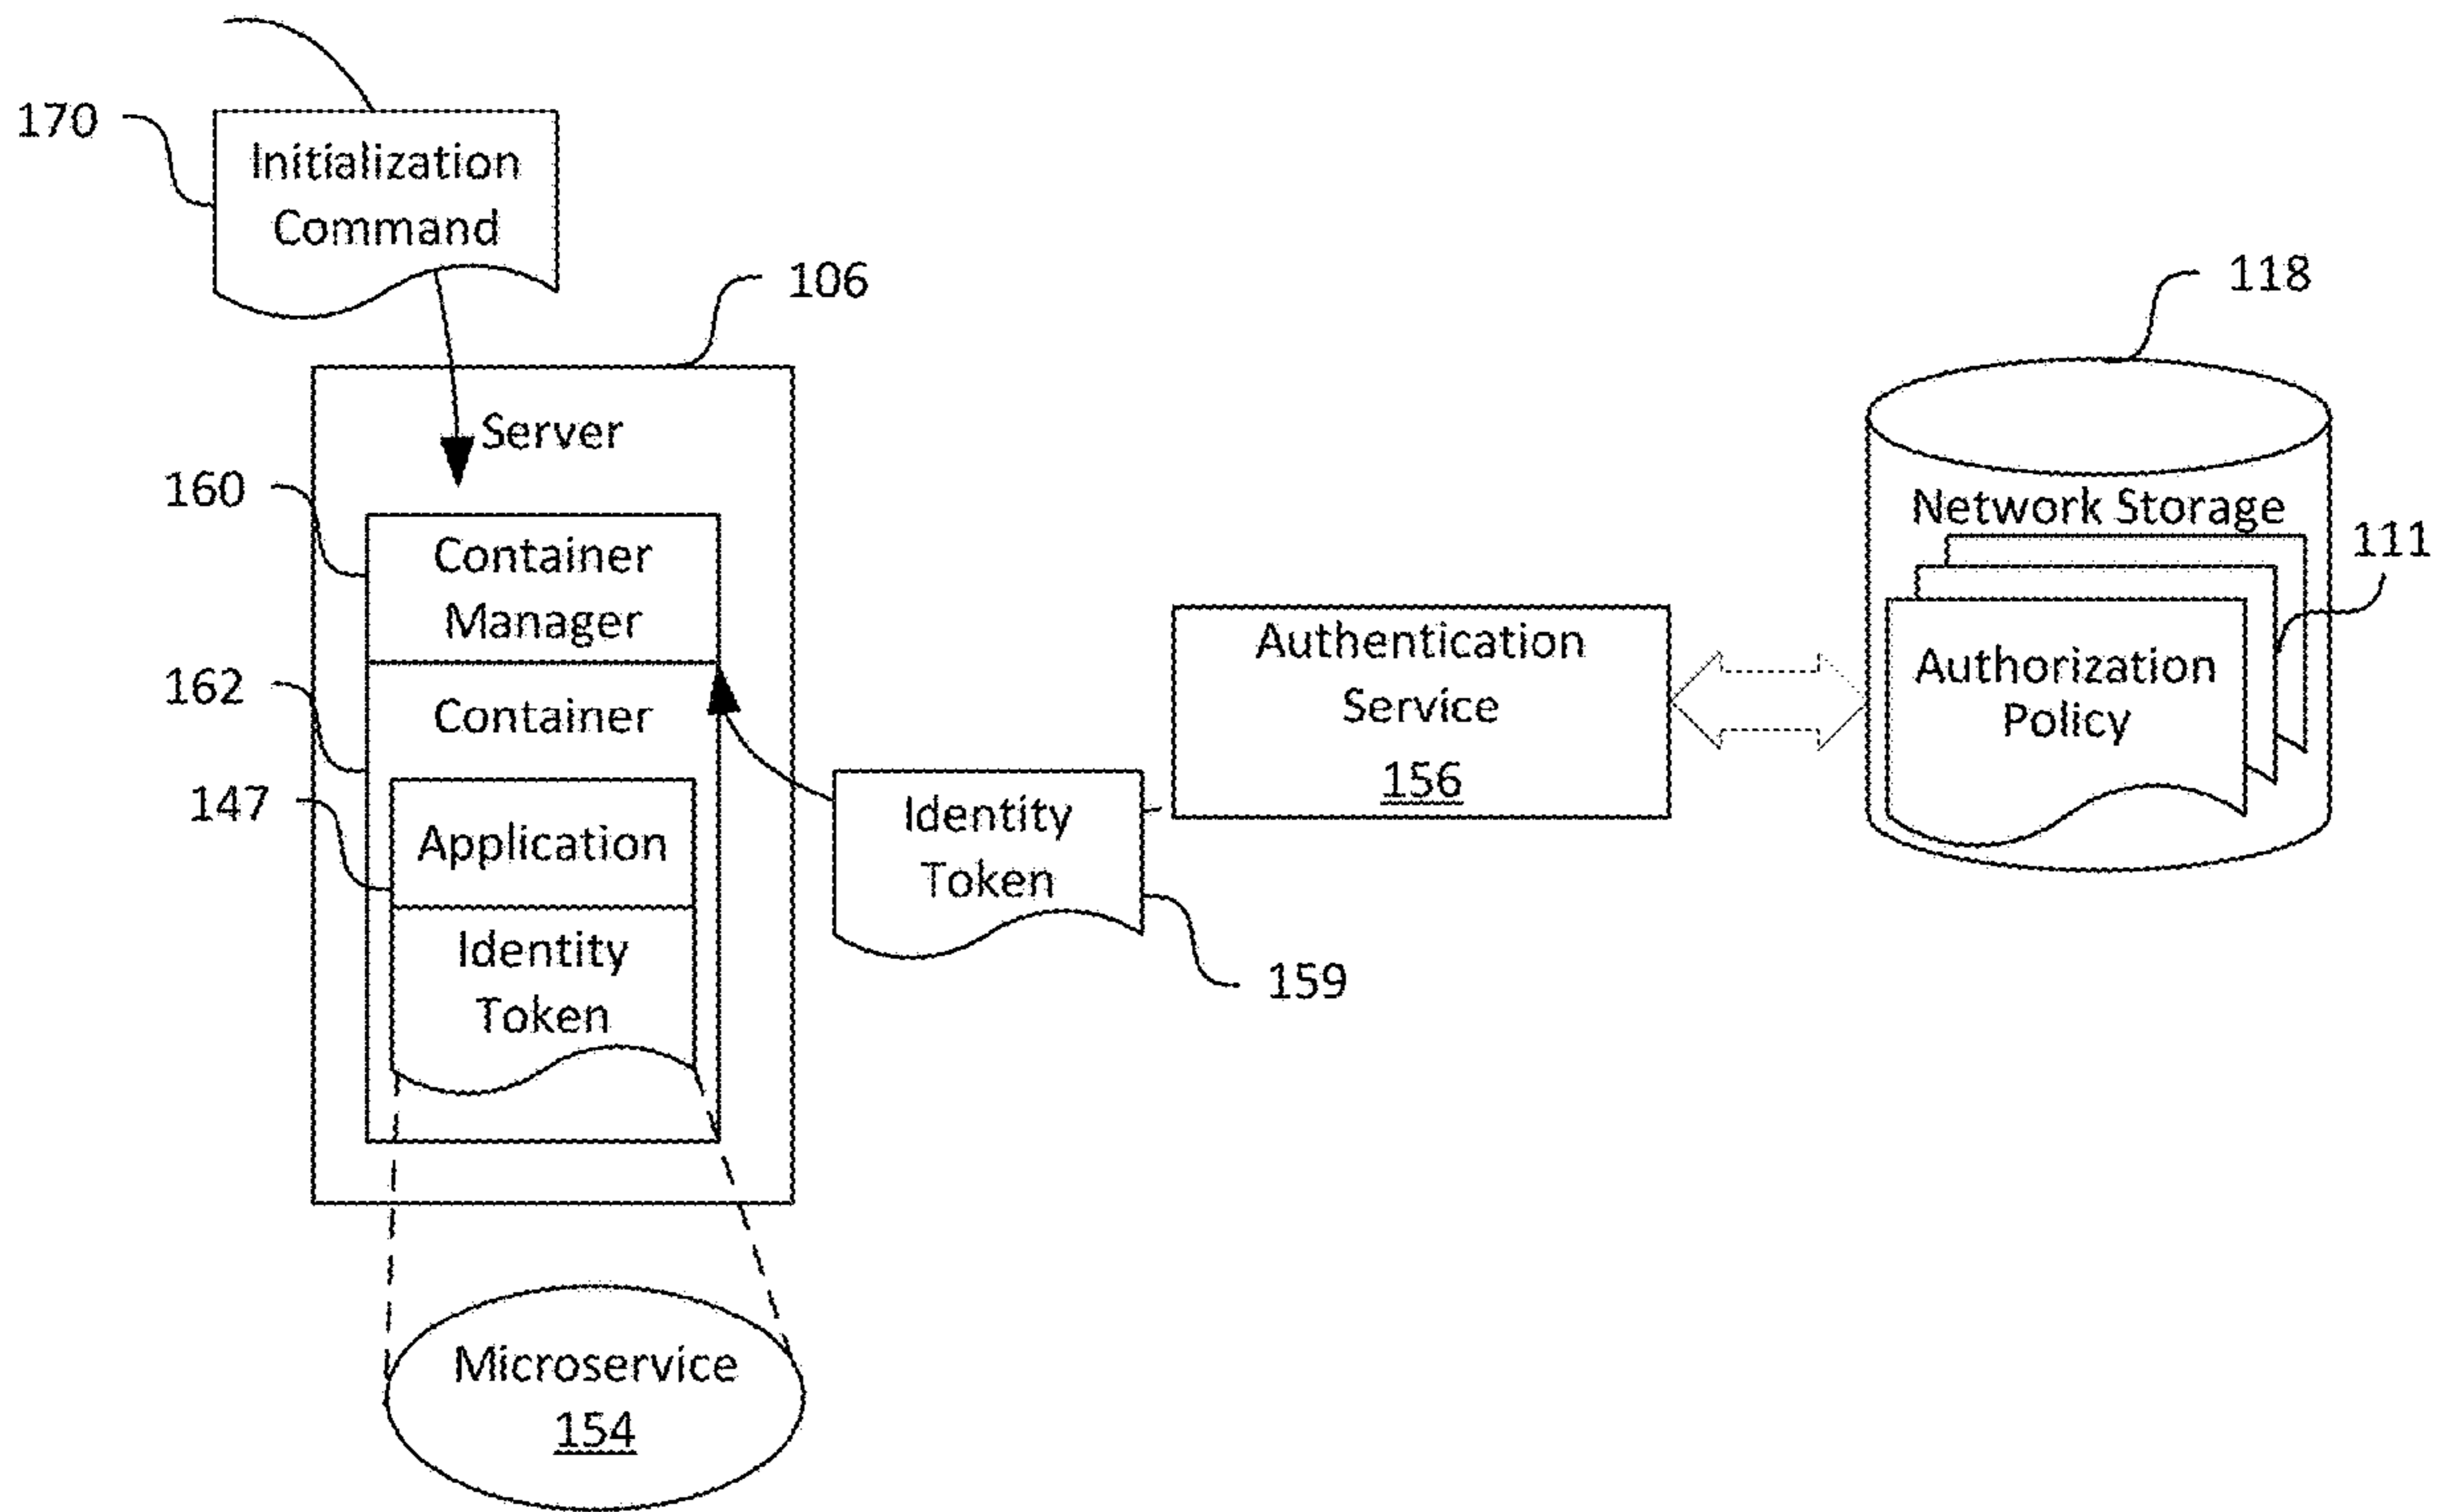 170
Initialization
Command
106
118
Server
160
Container
Manager
Network Storage
111
Authentication
Service
156
Authorization
Policy
162
Container
147
Application
Identity
Token
Identity
Token
159
Microservice
154